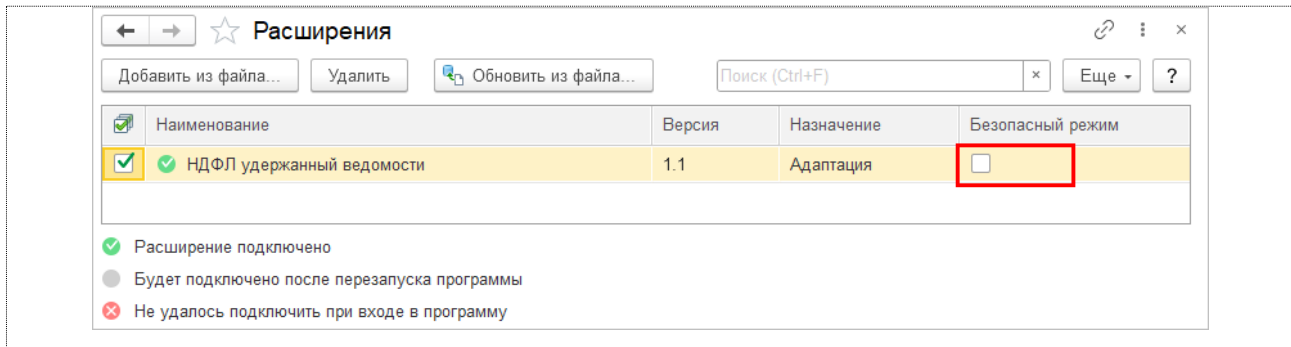 Расширения
Добавить из файла... Удалить Обновить из файла... Поиск (Ctrl+F) × Еще ?
Наименование Версия Назначение Безопасный режим
НДФЛ удержанный ведомости 1.1 Адаптация
Расширение подключено
Будет подключено после перезапуска программы
Не удалось подключить при входе в программу